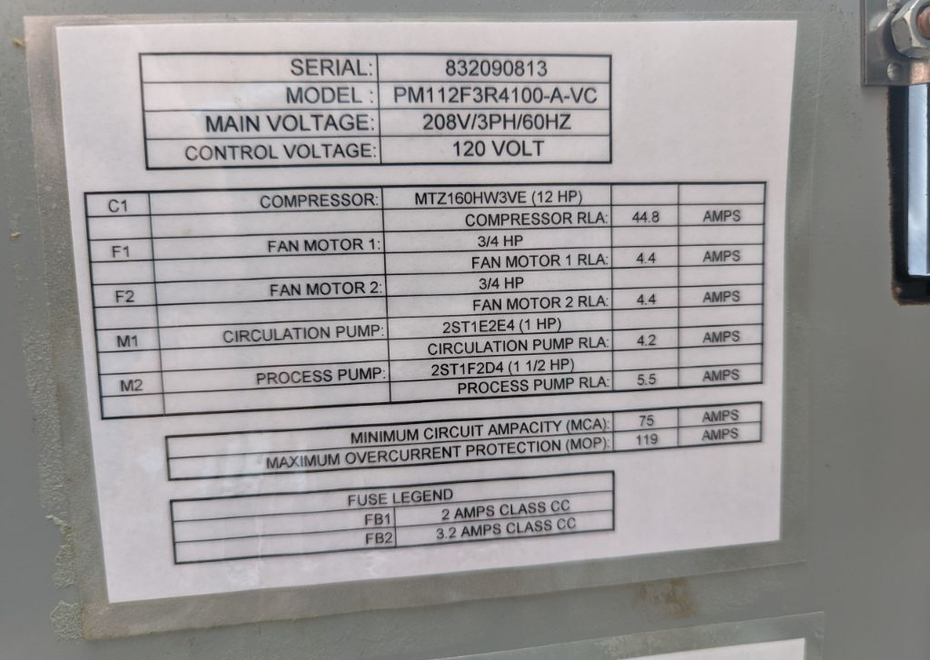 SERIAL: 832090813
MODEL : PM112F3R4100-A-VC
MAIN VOLTAGE: 208V/3PH/60HZ
CONTROL VOLTAGE: 120 VOLT
C1 COMPRESSOR: MTZ160HW3VE (12 HP)
COMPRESSOR RLA: 44.8 AMPS
F1 FAN MOTOR 1: 3/4 HP
FAN MOTOR 1 RLA: 4.4 AMPS
F2 FAN MOTOR 2: 3/4 HP
FAN MOTOR 2 RLA: 4.4 AMPS
M1 CIRCULATION PUMP: 2ST1E2E4 (1 HP)
CIRCULATION PUMP RLA: 4.2 AMPS
M2 PROCESS PUMP: 2ST1F2D4 (1 1/2 HP)
PROCESS PUMP RLA: 5.5 AMPS
MINIMUM CIRCUIT AMPACITY (MCA): 75 AMPS
MAXIMUM OVERCURRENT PROTECTION (MOP): 119 AMPS
FUSE LEGEND
FB1 2 AMPS CLASS CC
FB2 3.2 AMPS CLASS CC